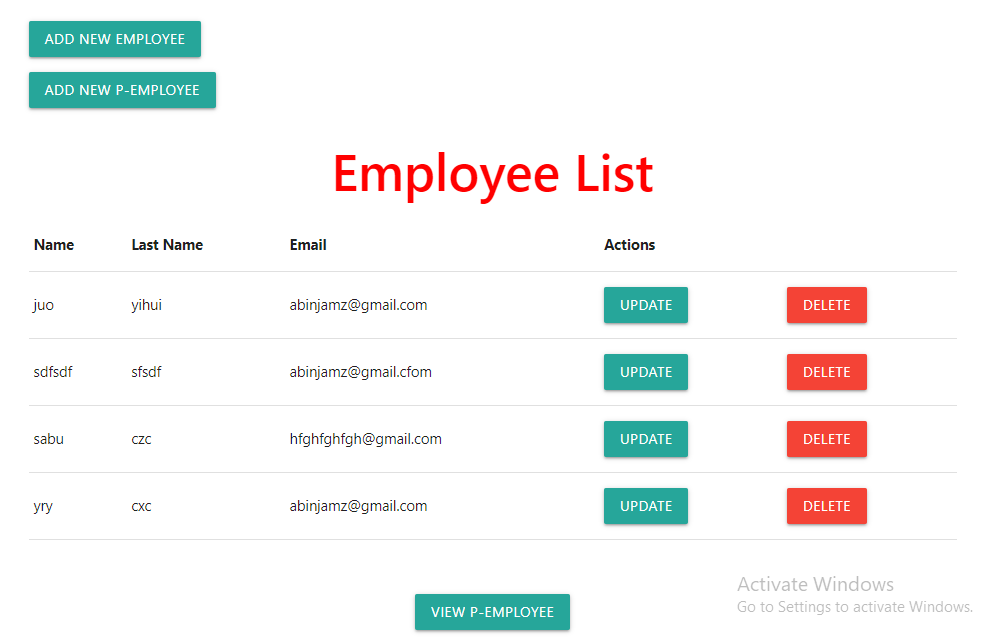 ADD NEW EMPLOYEE
ADD NEW P-EMPLOYEE
Employee List
Name Last Name Email Actions
juo yihui abinjamz@gmail.com UPDATE DELETE
sdfsdf sfsdf abinjamz@gmail.cfom UPDATE DELETE
sabu czc hfghfghfgh@gmail.com UPDATE DELETE
yry cxc abinjamz@gmail.com UPDATE DELETE
Activate Windows
Go to Settings to activate Windows.
VIEW P-EMPLOYEE